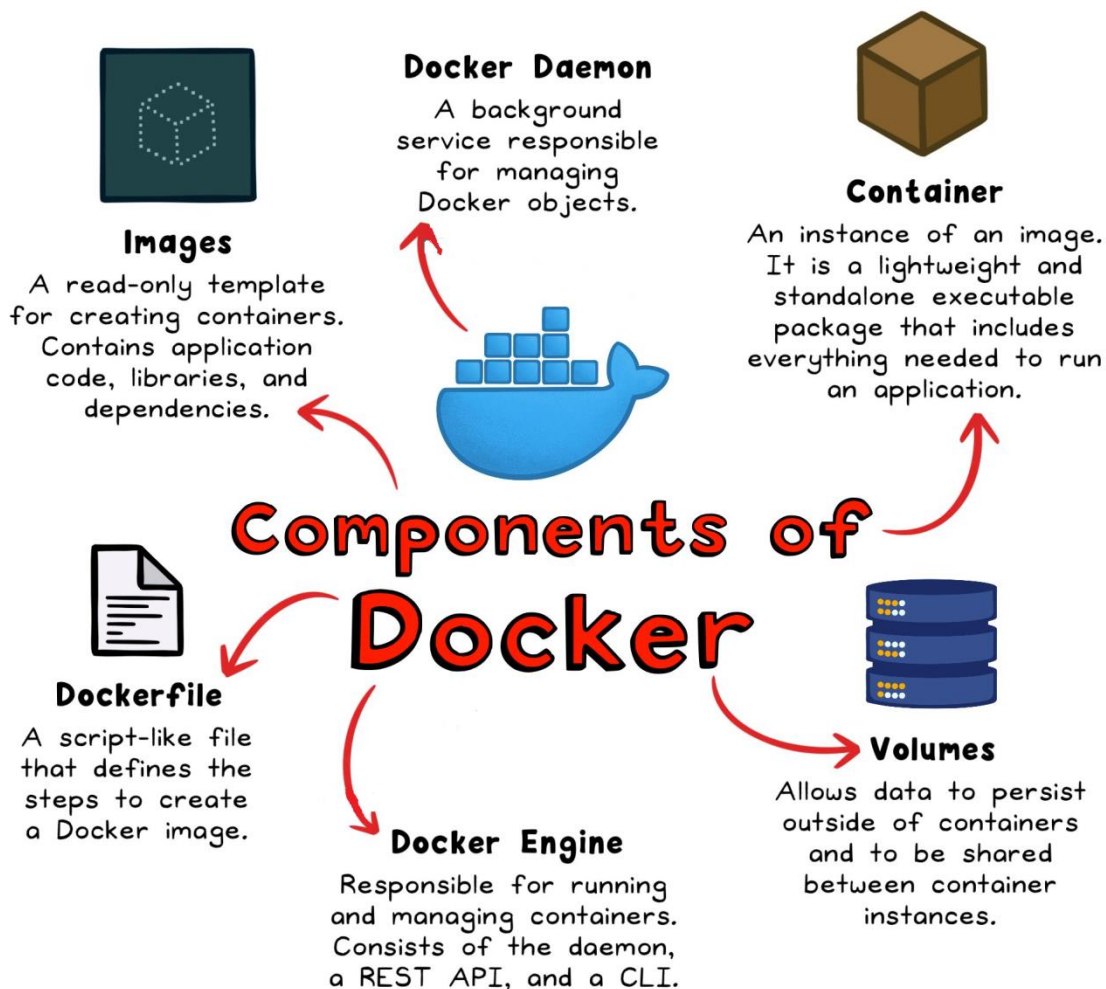 Docker Daemon
A background
service responsible
for managing
Docker objects.
Container
An instance of an image.
It is a lightweight and
standalone executable
package that includes
everything needed to run
an application.
Images
A read-only template
for creating containers.
Contains application
code, libraries, and
dependencies.
Components of
Docker
Dockerfile
A script-like file
that defines the
steps to create
a Docker image.
Volumes
Allows data to persist
outside of containers
and to be shared
between container
instances.
Docker Engine
Responsible for running
and managing containers.
Consists of the daemon,
a REST API, and a CLI.